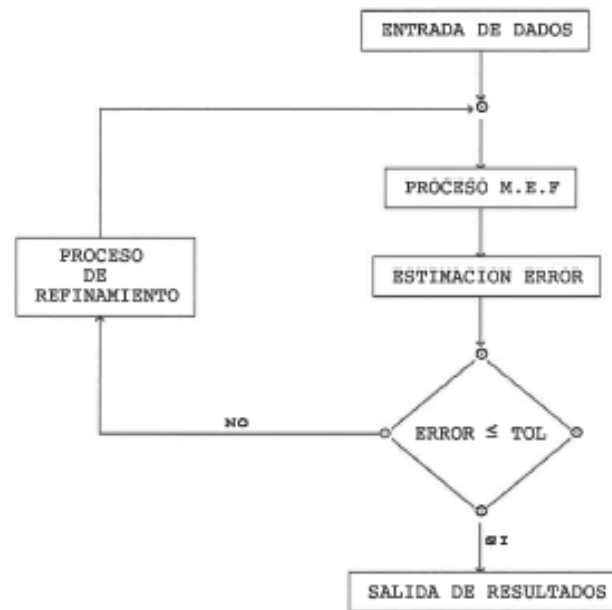 ENTRADA DE DADOS
PROCESO M.E.F
PROCESO
DE
REFINAMIENTO
ESTIMACION ERROR
NO
ERROR ≤ TOL
SI
SALIDA DE RESULTADOS